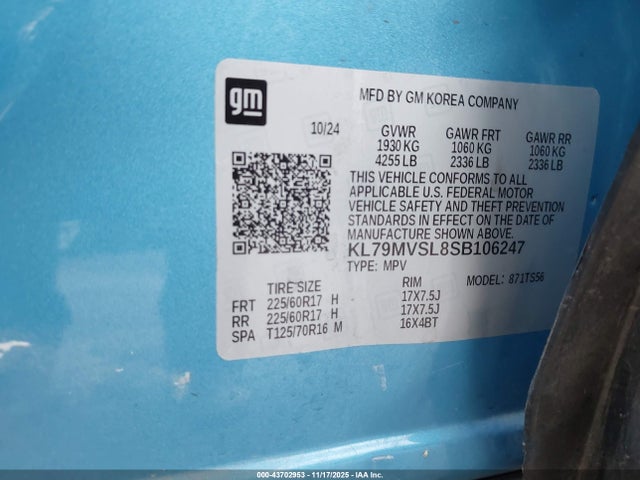 gm
MFD BY GM KOREA COMPANY
10/24 GVWR GAWR FRT GAWR RR
1930 KG 1060 KG 1060 KG
4255 LB 2336 LB 2336 LB
THIS VEHICLE CONFORMS TO ALL
APPLICABLE U.S. FEDERAL MOTOR
VEHICLE SAFETY AND THEFT PREVENTION
STANDARDS IN EFFECT ON THE DATE OF
MANUFACTURE SHOWN ABOVE.
KL79MVSL8SB106247
TYPE: MPV MODEL: 871TS56
TIRE SIZE RIM
FRT 225/60R17 H 17X7.5J
RR 225/60R17 H 17X7.5J
SPA T125/70R16 M 16X4BT
000-43702953 - 11/17/2025 - IAA Inc.